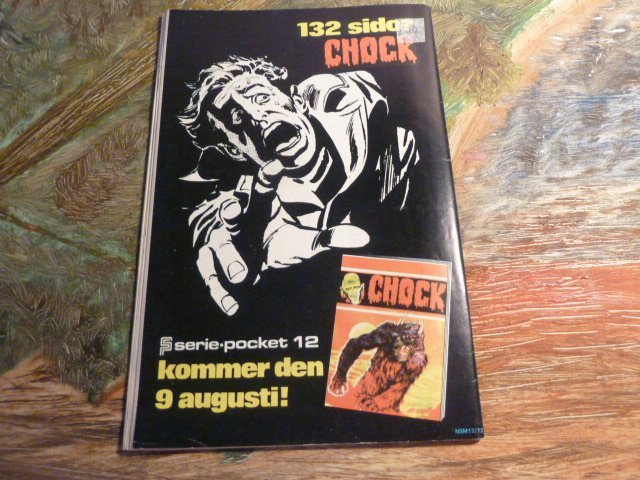 132 sidor
CHOCK
CHOCK
serie-pocket 12
kommer den
9 augusti!
NSM17/73